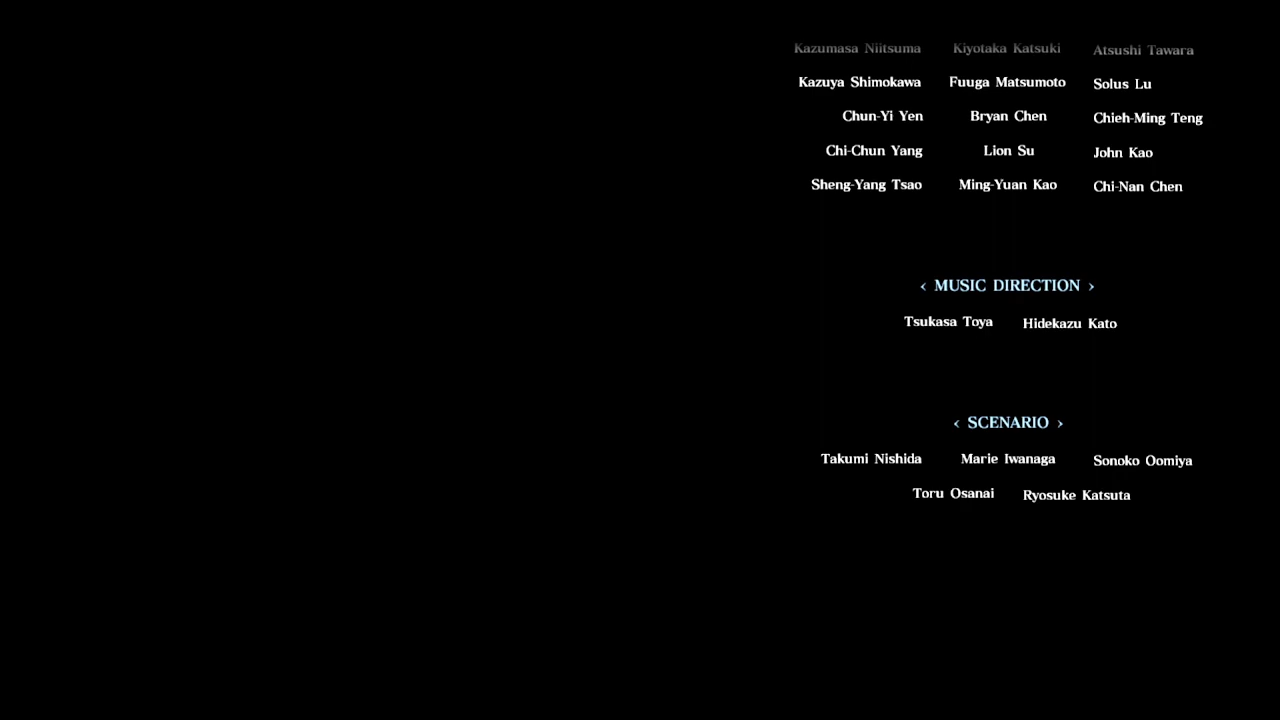 Kazumasa Niitsuma Kiyotaka Katsuki Atsushi Tawara
Kazuya Shimokawa Fuuga Matsumoto Solus Lu
Chun-Yi Yen Bryan Chen Chieh-Ming Teng
Chi-Chun Yang Lion Su John Kao
Sheng-Yang Tsao Ming-Yuan Kao Chi-Nan Chen
‹ MUSIC DIRECTION ›
Tsukasa Toya Hidekazu Kato
‹ SCENARIO ›
Takumi Nishida Marie Iwanaga Sonoko Oomiya
Toru Osanai Ryosuke Katsuta